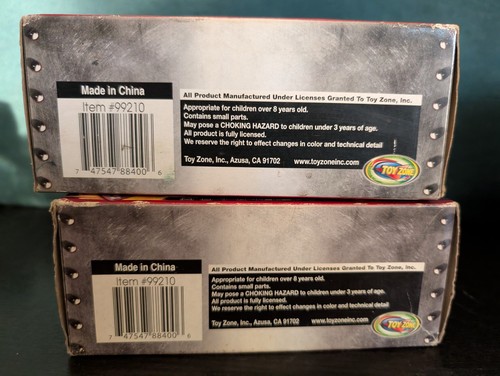 Made in China
Item #99210
7 47547 88400 6
All Product Manufactured Under Licenses Granted To Toy Zone, Inc.
Appropriate for children over 8 years old.
Contains small parts.
May pose a CHOKING HAZARD to children under 3 years of age.
All product is fully licensed.
We reserve the right to effect changes in color and technical detail
Toy Zone, Inc., Azusa, CA 91702 www.toyzoneinc.com
TOY ZONE
Made in China
Item #99210
7 47547 88400 6
All Product Manufactured Under Licenses Granted To Toy Zone, Inc.
Appropriate for children over 8 years old.
Contains small parts.
May pose a CHOKING HAZARD to children under 3 years of age.
All product is fully licensed.
We reserve the right to effect changes in color and technical detail
Toy Zone, Inc., Azusa, CA 91702 www.toyzoneinc.com
TOY ZONE